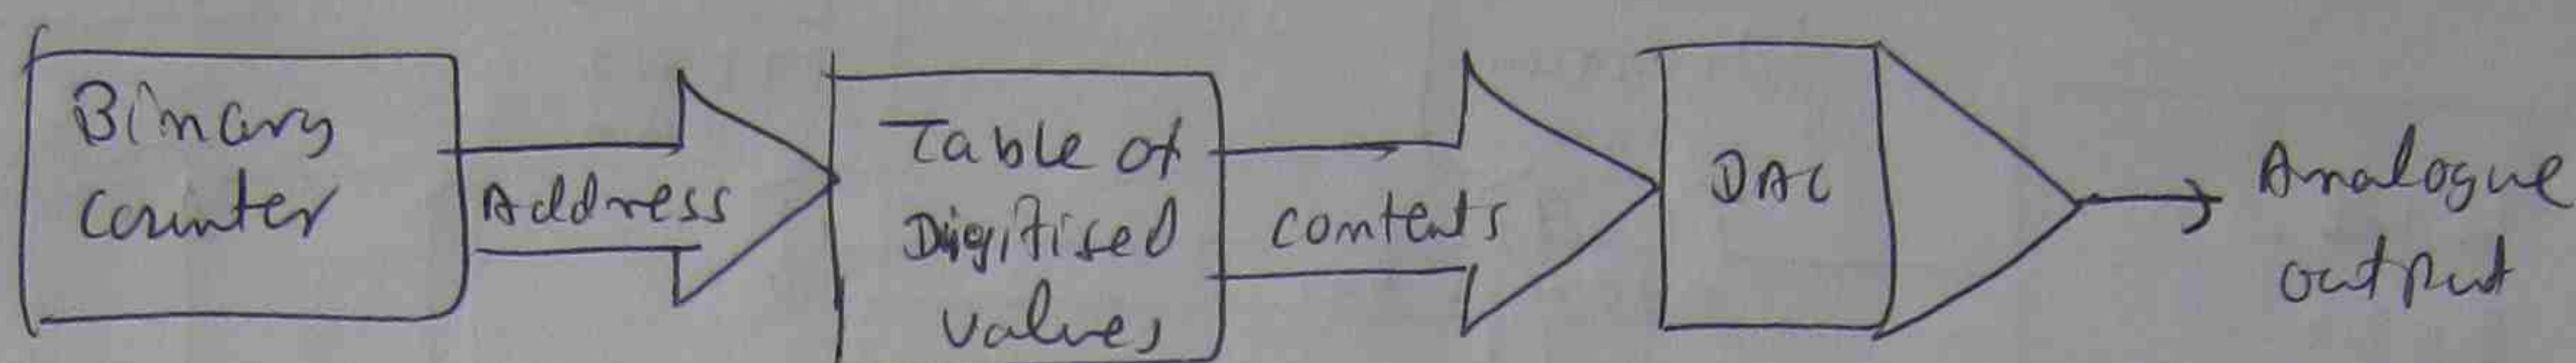 Binary
Counter
Address
Table of
Digitised
Values
contents
DAC
Analogue
output